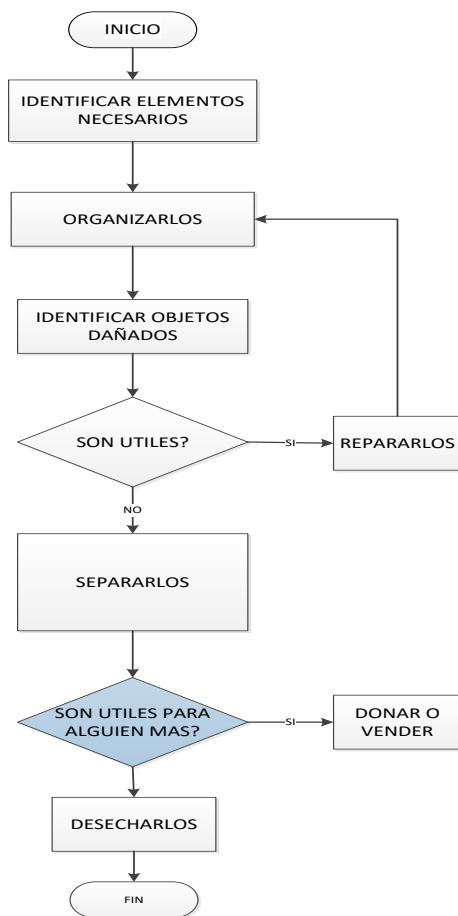 INICIO
IDENTIFICAR ELEMENTOS
NECESARIOS
ORGANIZARLOS
IDENTIFICAR OBJETOS
DAÑADOS
SON UTILES?
SI
REPARARLOS
NO
SEPARARLOS
SON UTILES PARA
ALGUIEN MAS?
SI
DONAR O
VENDER
DESECHARLOS
FIN